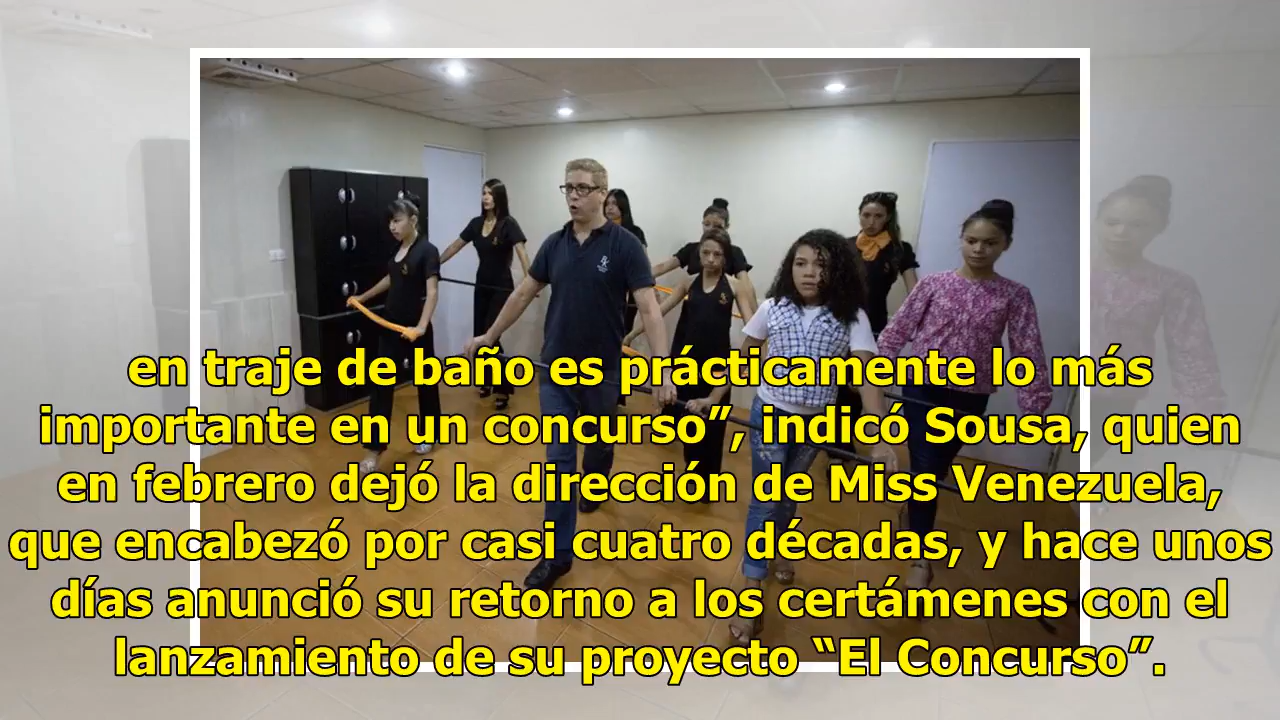 en traje de baño es prácticamente lo más
importante en un concurso”, indicó Sousa, quien
en febrero dejó la dirección de Miss Venezuela,
que encabezó por casi cuatro décadas, y hace unos
días anunció su retorno a los certámenes con el
lanzamiento de su proyecto “El Concurso”.